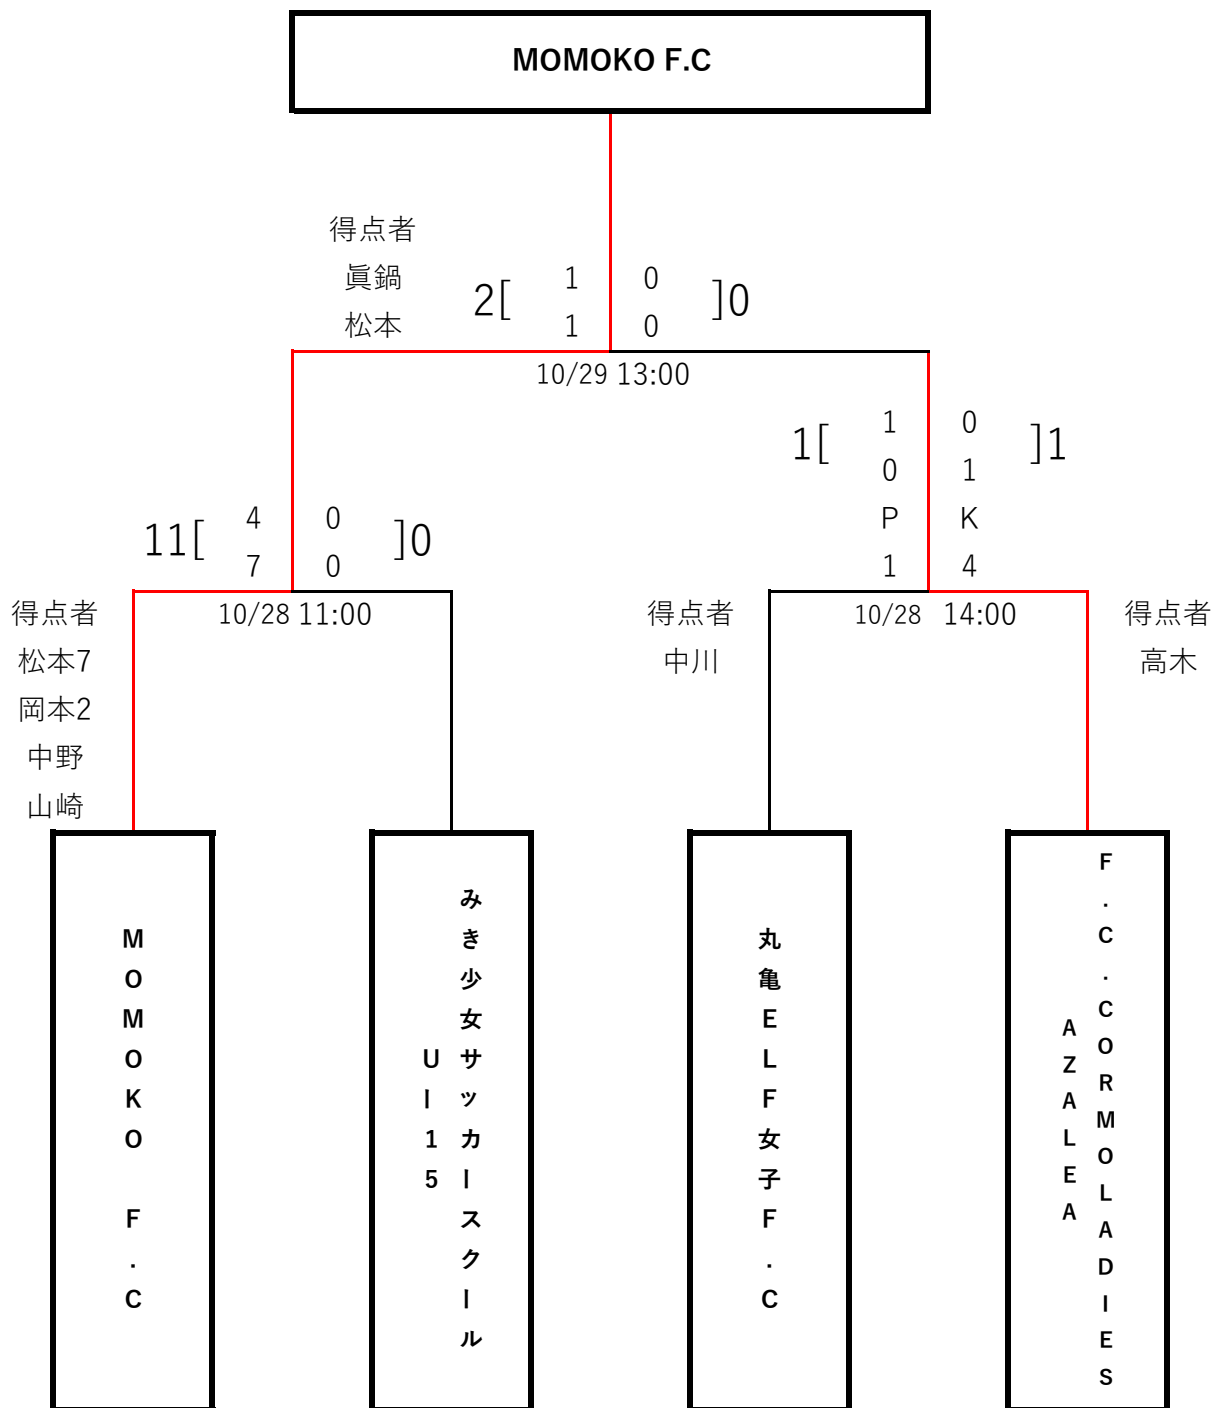 MOMOKO F.C
得点者
眞鍋
松本
2[ 1 0 ]0
1 0
10/29 13:00
1[ 1 0 ]1
0 1
P K
1 4
11[ 4 0 ]0
7 0
10/28 11:00
10/28 14:00
得点者
松本7
岡本2
中野
山崎
得点者
中川
得点者
高木
MOMOKO F.C
みき少女サッカースクール
U－15
丸亀ELF女子F.C
F.C.CORMOLADIES
AZALEA